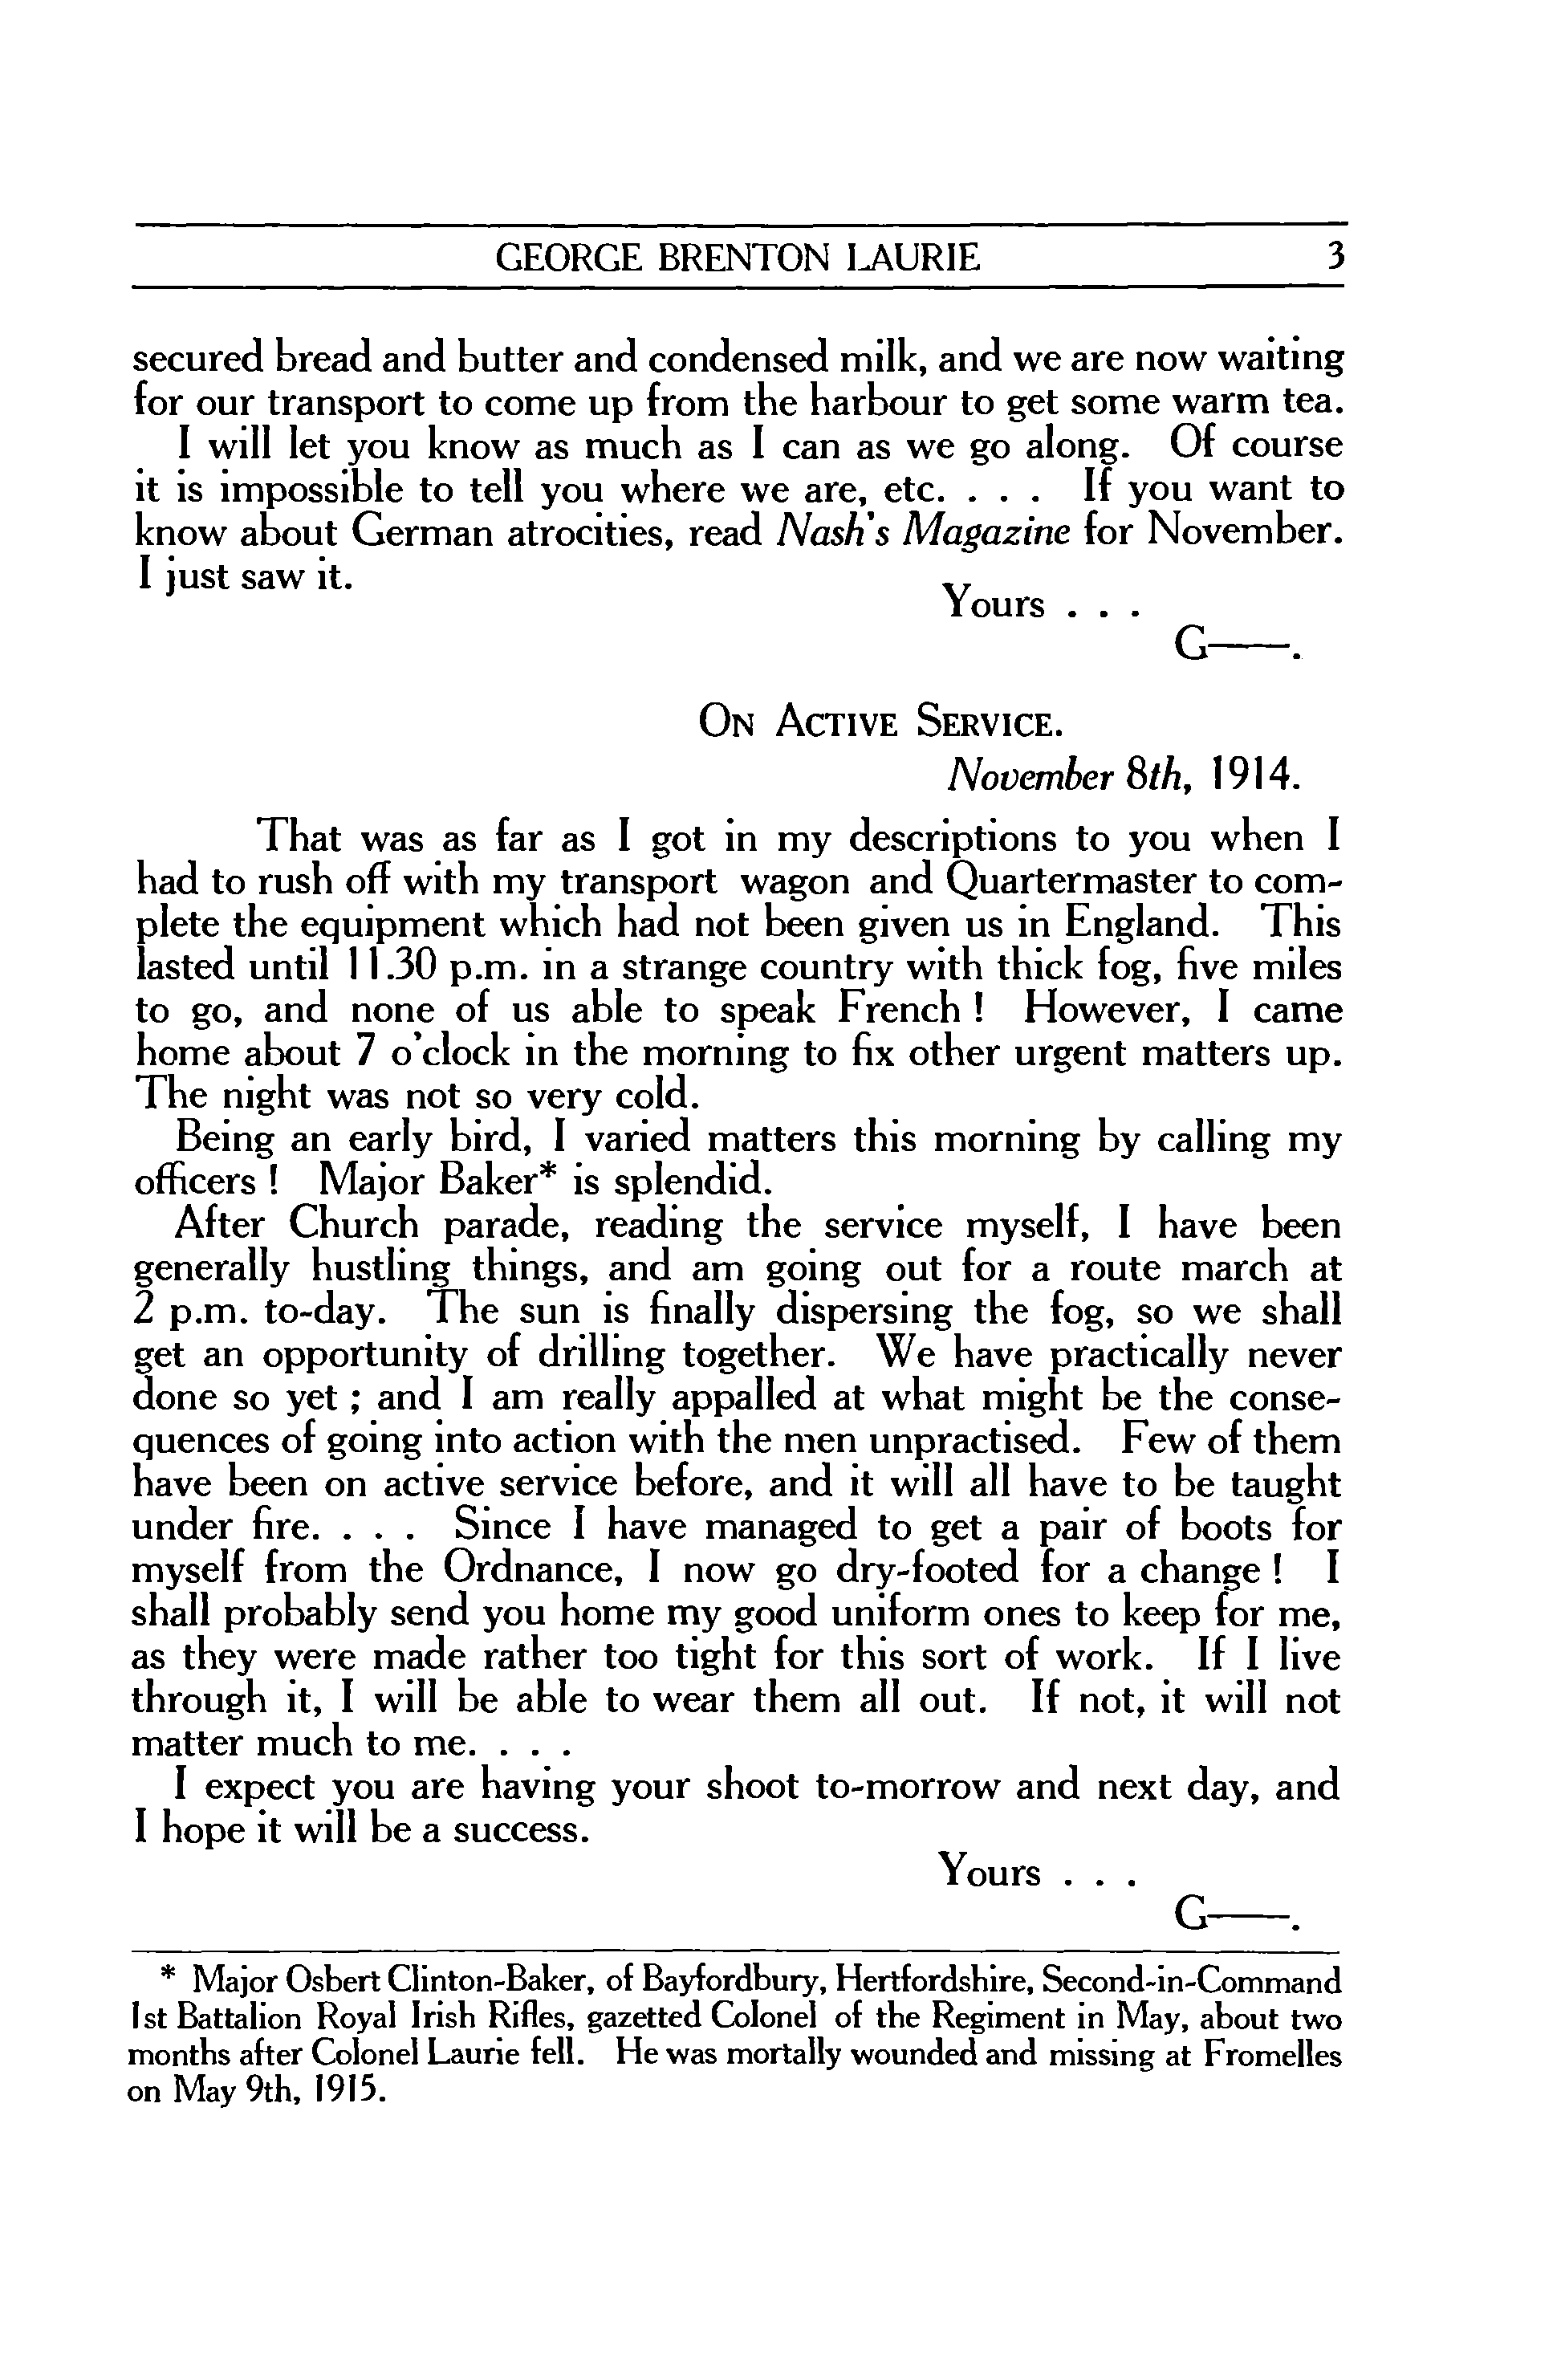 GEORGE BRENTON LAURIE 3
secured bread and butter and condensed milk, and we are now waiting
for our transport to come up from the harbour to get some warm tea.
I will let you know as much as I can as we go along. Of course
it is impossible to tell you where we are, etc. . . . If you want to
know about German atrocities, read Nash's Magazine for November.
I just saw it.
Yours . . .
G——.
ON ACTIVE SERVICE.
November 8th, 1914.
That was as far as I got in my descriptions to you when I
had to rush off with my transport wagon and Quartermaster to com-
plete the equipment which had not been given us in England. This
lasted until 11.30 p.m. in a strange country with thick fog, five miles
to go, and none of us able to speak French ! However, I came
home about 7 o'clock in the morning to fix other urgent matters up.
The night was not so very cold.
Being an early bird, I varied matters this morning by calling my
officers ! Major Baker* is splendid.
After Church parade, reading the service myself, I have been
generally hustling things, and am going out for a route march at
2 p.m. to-day. The sun is finally dispersing the fog, so we shall
get an opportunity of drilling together. We have practically never
done so yet ; and I am really appalled at what might be the conse-
quences of going into action with the men unpractised. Few of them
have been on active service before, and it will all have to be taught
under fire. . . . Since I have managed to get a pair of boots for
myself from the Ordnance, I now go dry-footed for a change ! I
shall probably send you home my good uniform ones to keep for me,
as they were made rather too tight for this sort of work. If I live
through it, I will be able to wear them all out. If not, it will not
matter much to me. . . .
I expect you are having your shoot to-morrow and next day, and
I hope it will be a success.
Yours . . .
G——.
* Major Osbert Clinton-Baker, of Bayfordbury, Hertfordshire, Second-in-Command
1st Battalion Royal Irish Rifles, gazetted Colonel of the Regiment in May, about two
months after Colonel Laurie fell. He was mortally wounded and missing at Fromelles
on May 9th, 1915.